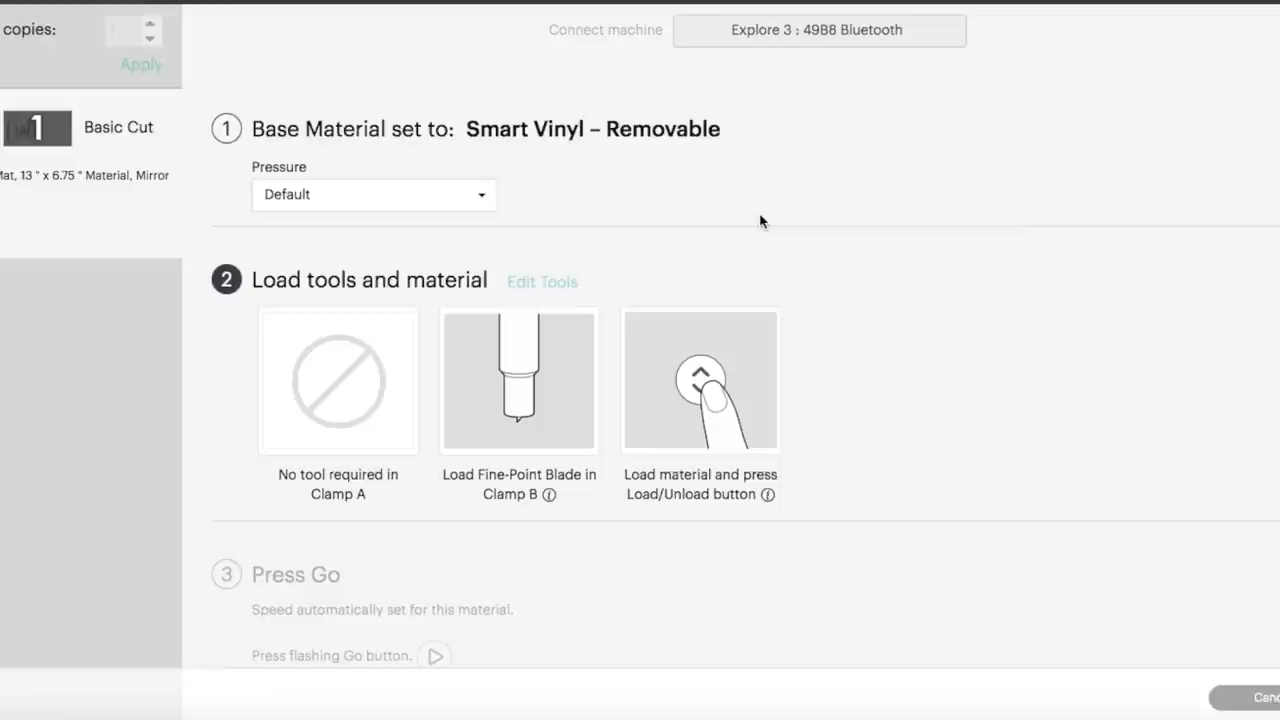 copies:
Connect machine
Explore 3 : 49B8 Bluetooth
Apply
1
Basic Cut
Mat, 13 " x 6.75 " Material, Mirror
1 Base Material set to: Smart Vinyl – Removable
Pressure
Default
2 Load tools and material Edit Tools
No tool required in
Clamp A
Load Fine-Point Blade in
Clamp B
Load material and press
Load/Unload button
3 Press Go
Speed automatically set for this material.
Press flashing Go button.